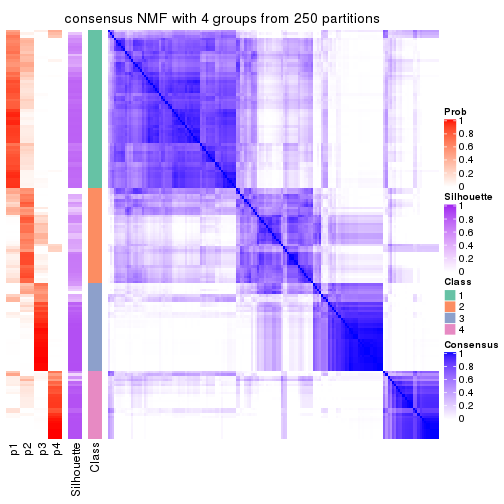 consensus NMF with 4 groups from 250 partitions
Prob
1
0.8
0.6
0.4
0.2
0
Silhouette
1
0.8
0.6
0.4
0.2
0
Class
1
2
3
4
Consensus
1
0.8
0.6
0.4
0.2
0
p1
p2
p3
p4
Silhouette
Class